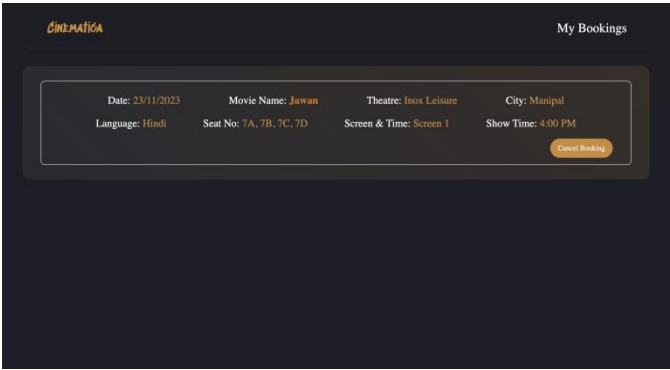 CINEMATICA
My Bookings
Date: 23/11/2023 Movie Name: Jawan Theatre: Inox Leisure City: Manipal
Language: Hindi Seat No: 7A, 7B, 7C, 7D Screen & Time: Screen 1 Show Time: 4:00 PM
Cancel Booking